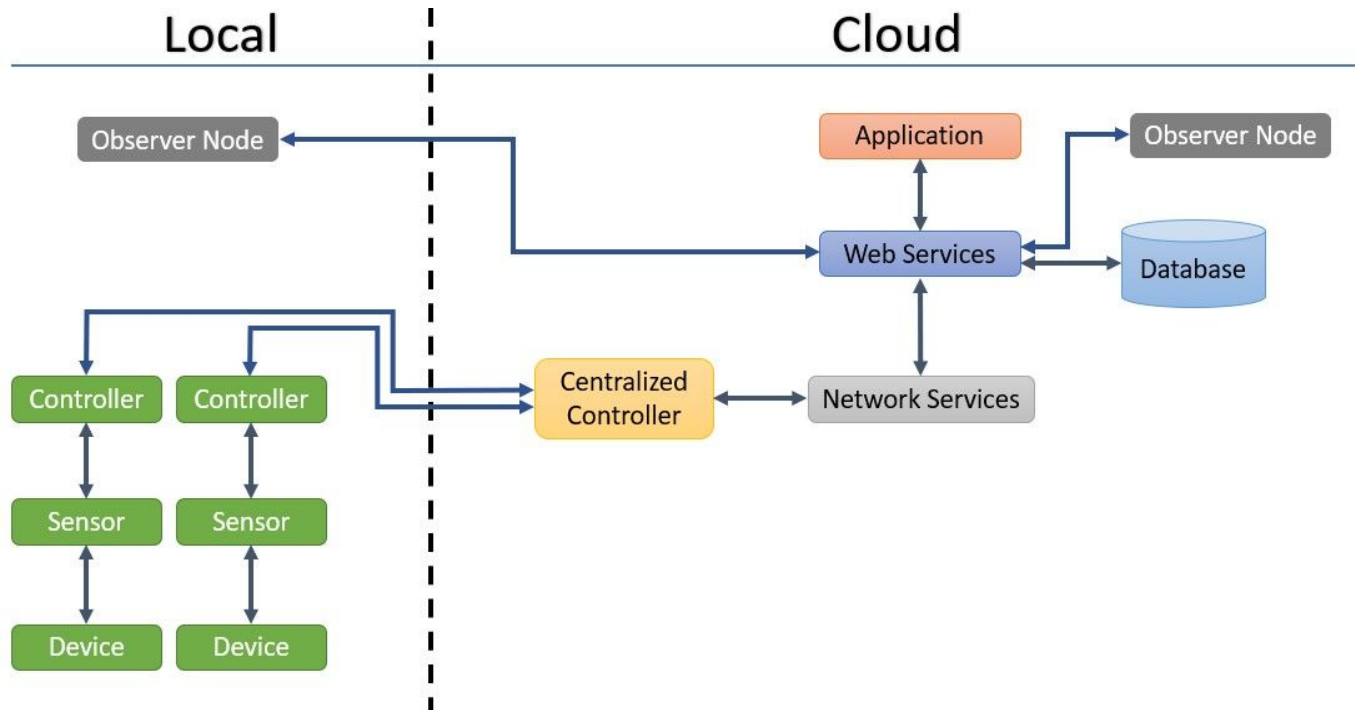 Local
Cloud
Observer Node
Application
Observer Node
Web Services
Database
Controller
Controller
Centralized
Controller
Network Services
Sensor
Sensor
Device
Device